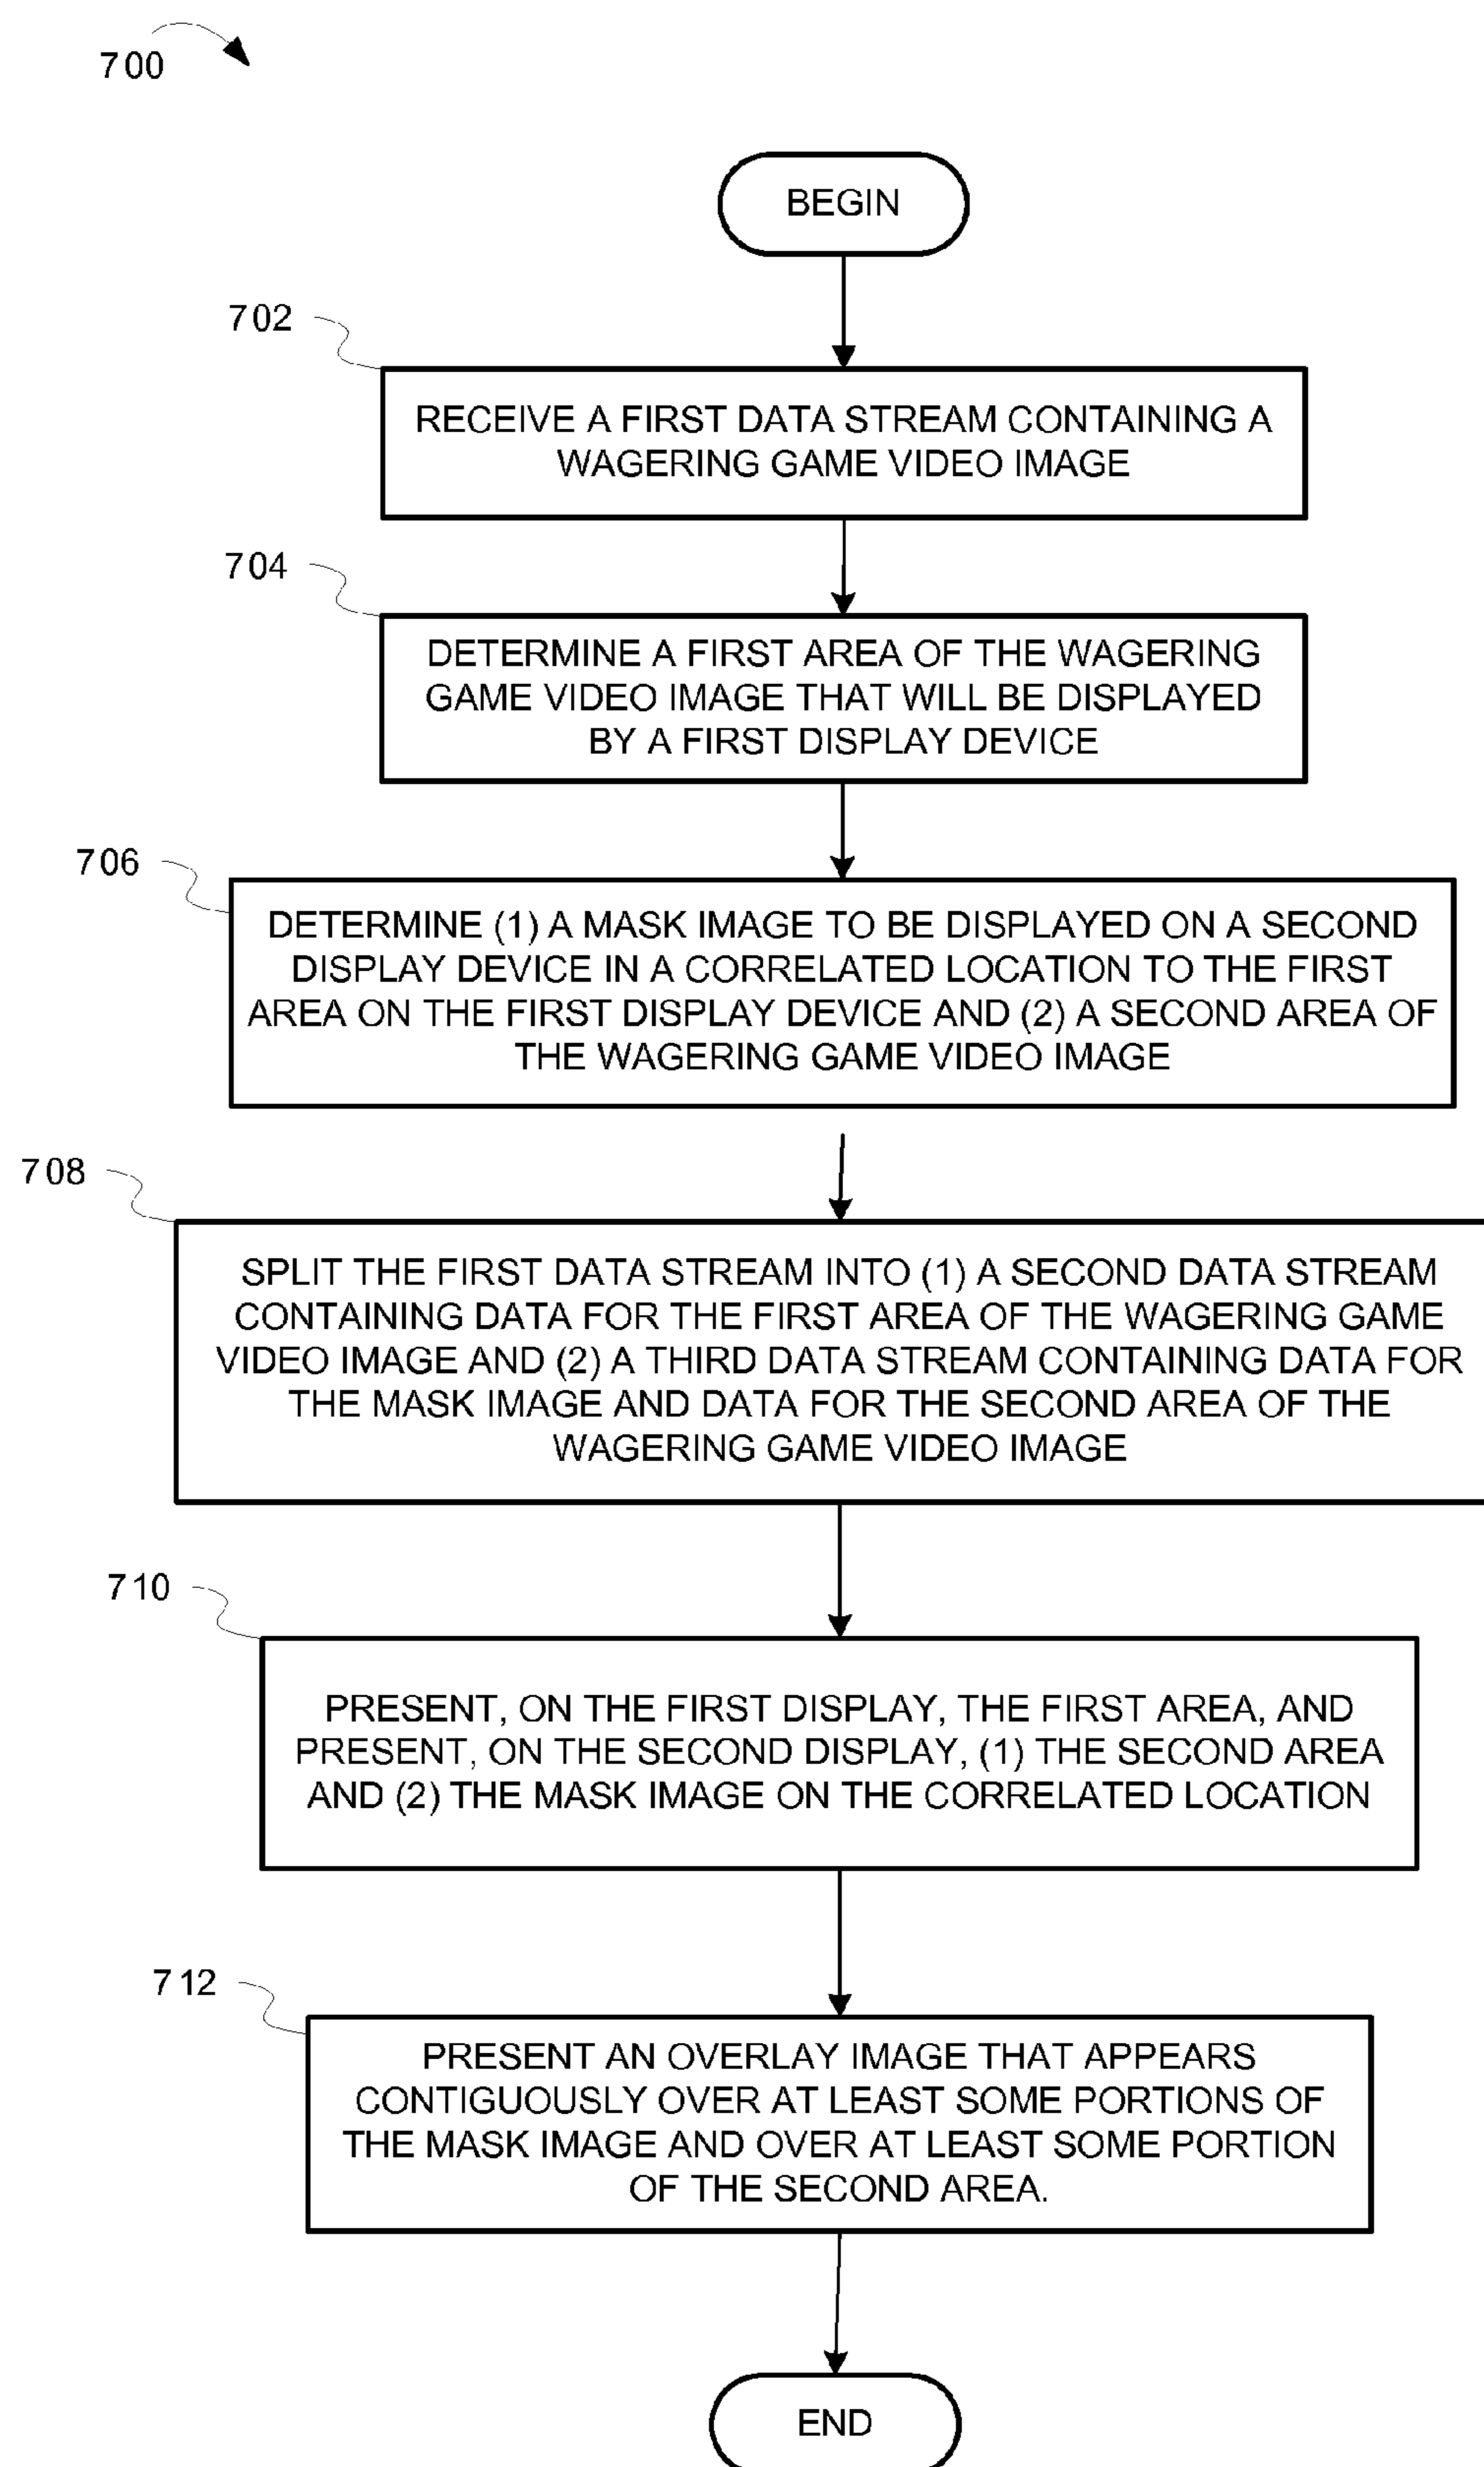 700
BEGIN
702
RECEIVE A FIRST DATA STREAM CONTAINING A
WAGERING GAME VIDEO IMAGE
704
DETERMINE A FIRST AREA OF THE WAGERING
GAME VIDEO IMAGE THAT WILL BE DISPLAYED
BY A FIRST DISPLAY DEVICE
706
DETERMINE (1) A MASK IMAGE TO BE DISPLAYED ON A SECOND
DISPLAY DEVICE IN A CORRELATED LOCATION TO THE FIRST
AREA ON THE FIRST DISPLAY DEVICE AND (2) A SECOND AREA OF
THE WAGERING GAME VIDEO IMAGE
708
SPLIT THE FIRST DATA STREAM INTO (1) A SECOND DATA STREAM
CONTAINING DATA FOR THE FIRST AREA OF THE WAGERING GAME
VIDEO IMAGE AND (2) A THIRD DATA STREAM CONTAINING DATA FOR
THE MASK IMAGE AND DATA FOR THE SECOND AREA OF THE
WAGERING GAME VIDEO IMAGE
710
PRESENT, ON THE FIRST DISPLAY, THE FIRST AREA, AND
PRESENT, ON THE SECOND DISPLAY, (1) THE SECOND AREA
AND (2) THE MASK IMAGE ON THE CORRELATED LOCATION
712
PRESENT AN OVERLAY IMAGE THAT APPEARS
CONTIGUOUSLY OVER AT LEAST SOME PORTIONS OF
THE MASK IMAGE AND OVER AT LEAST SOME PORTION
OF THE SECOND AREA.
END